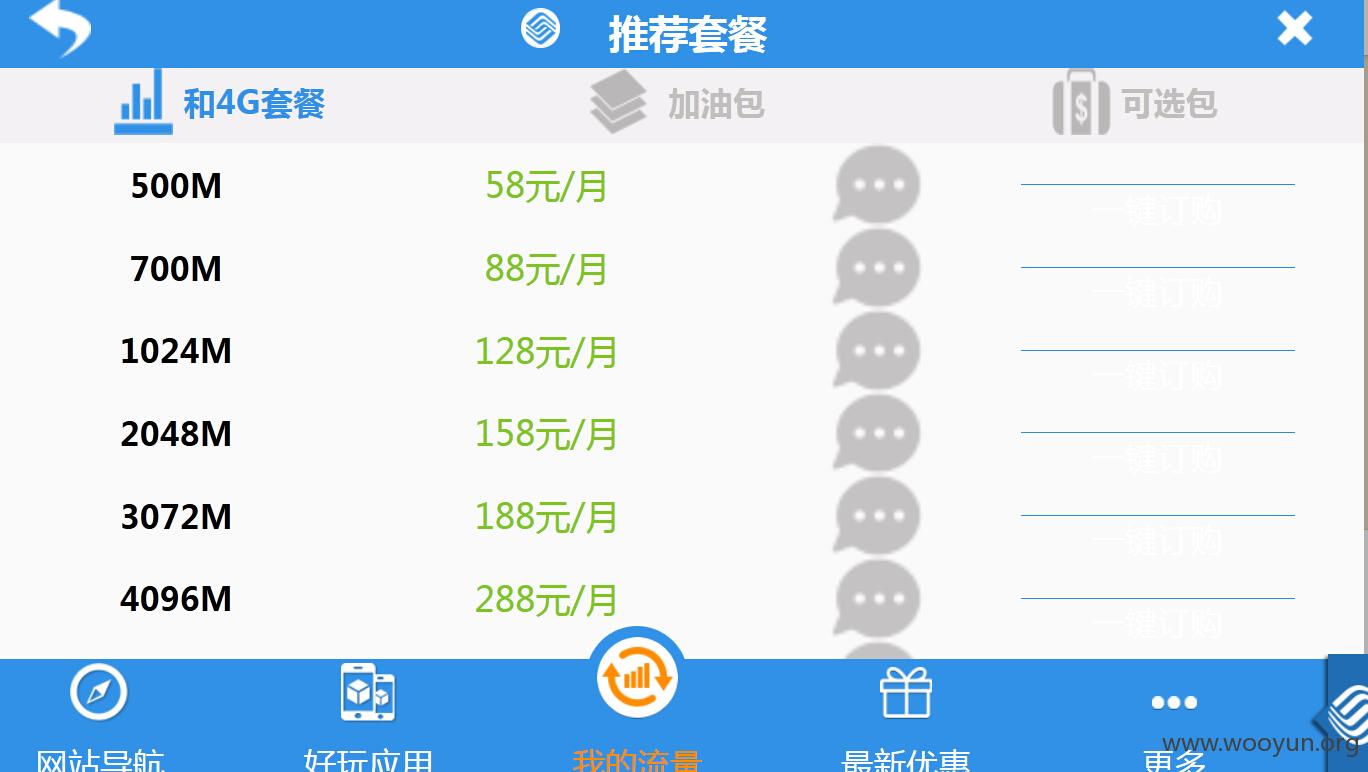 推荐套餐
和4G套餐 加油包 可选包
500M 58元/月 一键订购
700M 88元/月 一键订购
1024M 128元/月 一键订购
2048M 158元/月 一键订购
3072M 188元/月 一键订购
4096M 288元/月 一键订购
网站导航 好玩应用 我的流量 最新优惠 更多
www.wooyun.org